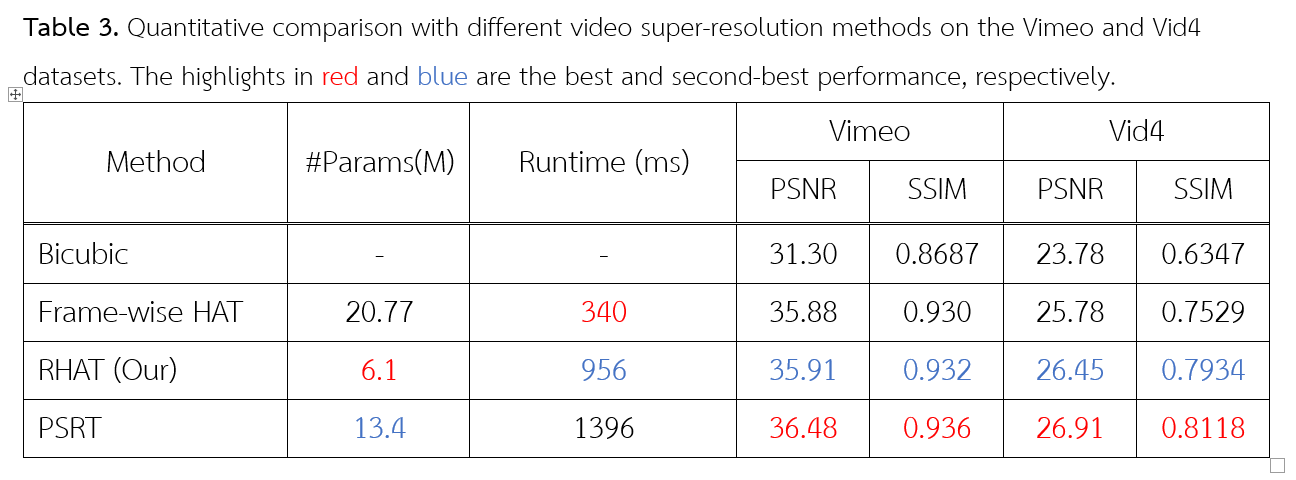 Table 3. Quantitative comparison with different video super-resolution methods on the Vimeo and Vid4
datasets. The highlights in red and blue are the best and second-best performance, respectively.
Method #Params(M) Runtime (ms) Vimeo Vid4
PSNR SSIM PSNR SSIM
Bicubic - - 31.30 0.8687 23.78 0.6347
Frame-wise HAT 20.77 340 35.88 0.930 25.78 0.7529
RHAT (Our) 6.1 956 35.91 0.932 26.45 0.7934
PSRT 13.4 1396 36.48 0.936 26.91 0.8118